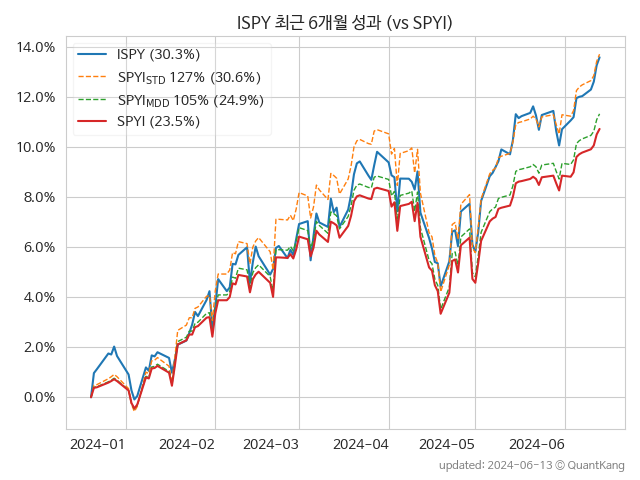 ISPY 최근 6개월 성과 (vs SPYI)
14.0%
12.0%
10.0%
8.0%
6.0%
4.0%
2.0%
0.0%
ISPY (30.3%)
SPYISTD 127% (30.6%)
SPYIMDD 105% (24.9%)
SPYI (23.5%)
2024-01 2024-02 2024-03 2024-04 2024-05 2024-06
updated: 2024-06-13 © QuantKang